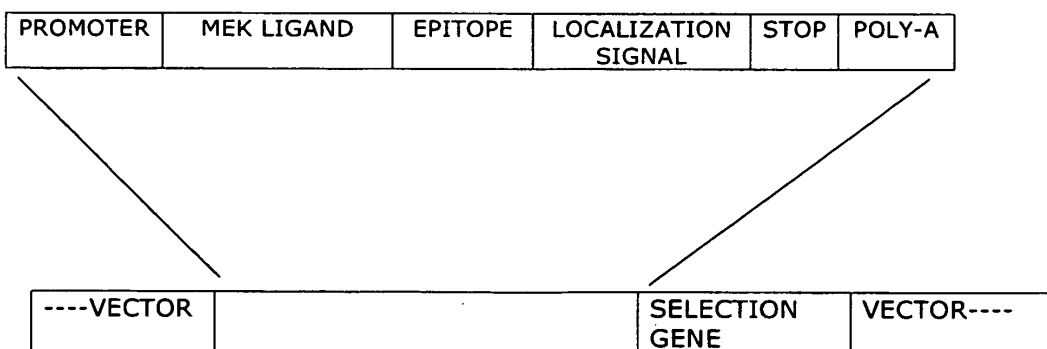 PROMOTER MEK LIGAND EPITOPE LOCALIZATION SIGNAL STOP POLY-A
----VECTOR SELECTION GENE VECTOR----